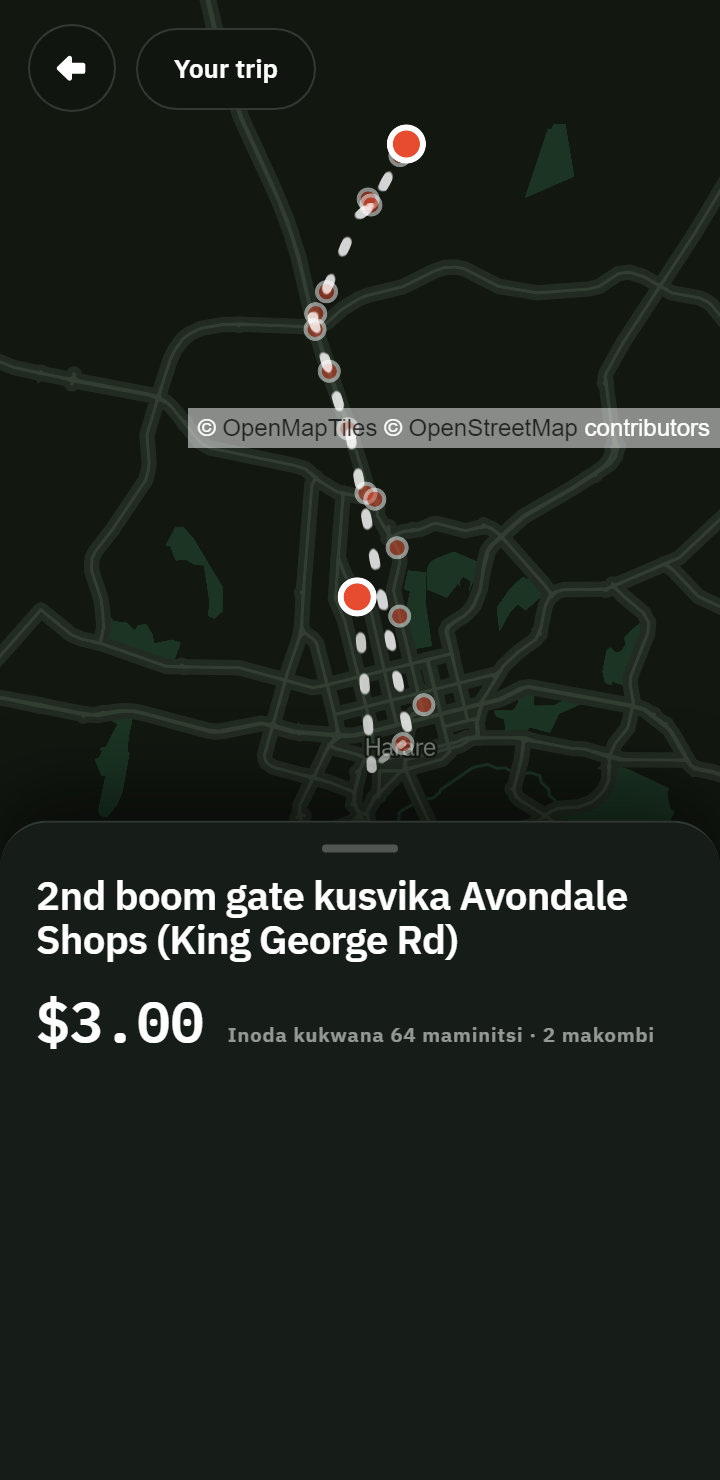 Your trip
© OpenMapTiles © OpenStreetMap contributors
Harare
2nd boom gate kusvika Avondale
Shops (King George Rd)
$3.00
Inoda kukwana 64 maminitsi · 2 makombi